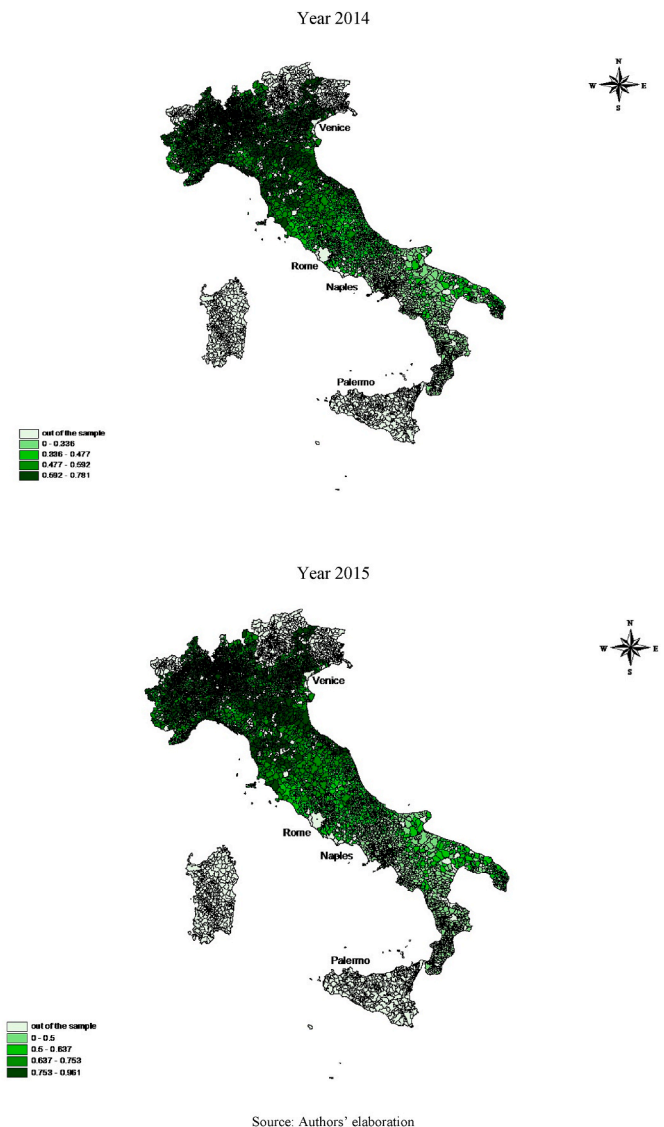 Year 2014
N
W E
S
Venice
Rome
Naples
Palermo
out of the sample
0 - 0.336
0.336 - 0.477
0.477 - 0.592
0.592 - 0.781
Year 2015
N
W E
S
Venice
Rome
Naples
Palermo
out of the sample
0 - 0.5
0.5 - 0.637
0.637 - 0.753
0.753 - 0.961
Source: Authors’ elaboration